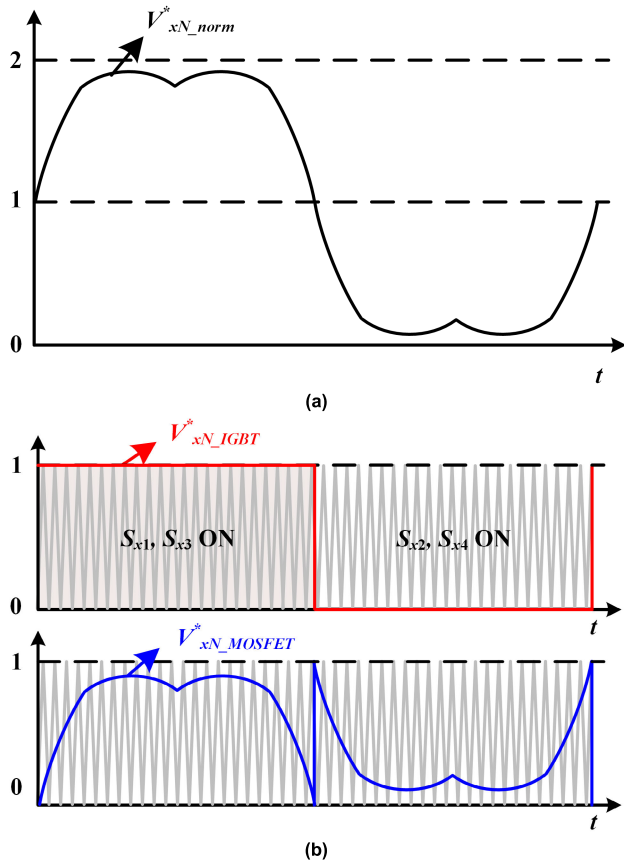 V*xN_norm
2
1
0
t
(a)
V*xN_IGBT
1
Sx1, Sx3 ON
Sx2, Sx4 ON
0
t
V*xN_MOSFET
1
0
t
(b)